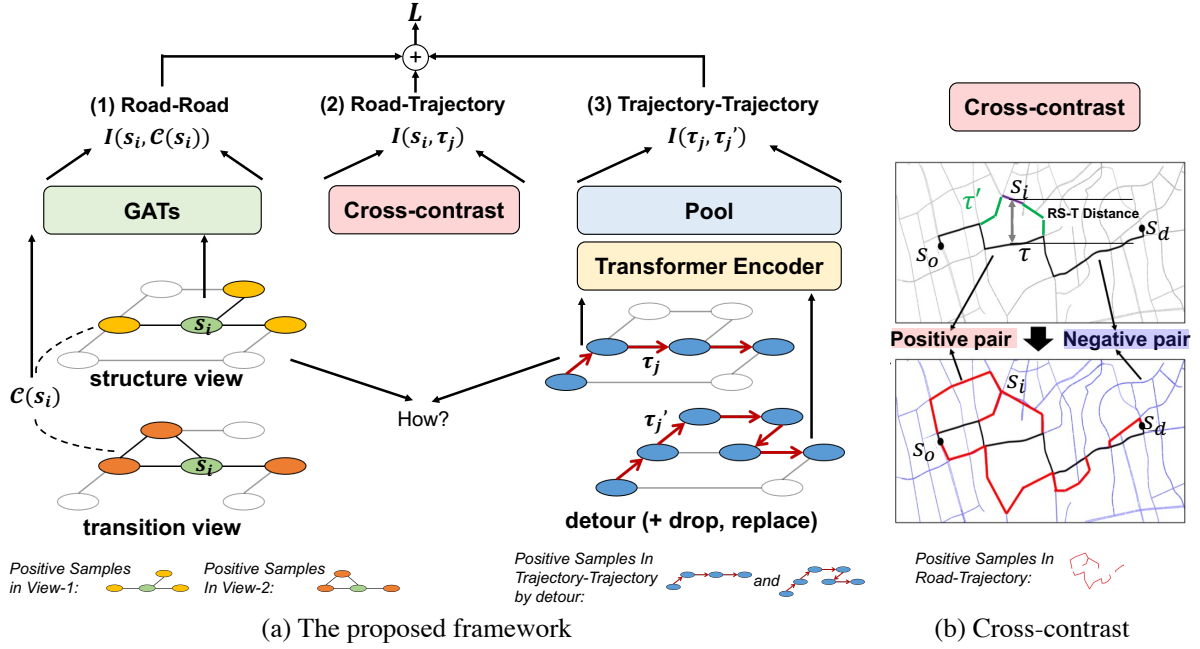 L
+
(1) Road-Road
(2) Road-Trajectory
(3) Trajectory-Trajectory
I(s_i, C(s_i))
I(s_i, τ_j)
I(τ_j, τ_j')
GATs
Cross-contrast
Pool
Transformer Encoder
s_i
structure view
C(s_i)
s_i
transition view
How?
τ_j
τ_j'
detour (+ drop, replace)
Positive Samples
in View-1:
Positive Samples
In View-2:
Positive Samples In
Trajectory-Trajectory
by detour:
and
(a) The proposed framework
Cross-contrast
τ'
s_i
RS-T Distance
s_o
τ
s_d
Positive pair
Negative pair
s_i
s_o
s_d
Positive Samples In
Road-Trajectory:
(b) Cross-contrast